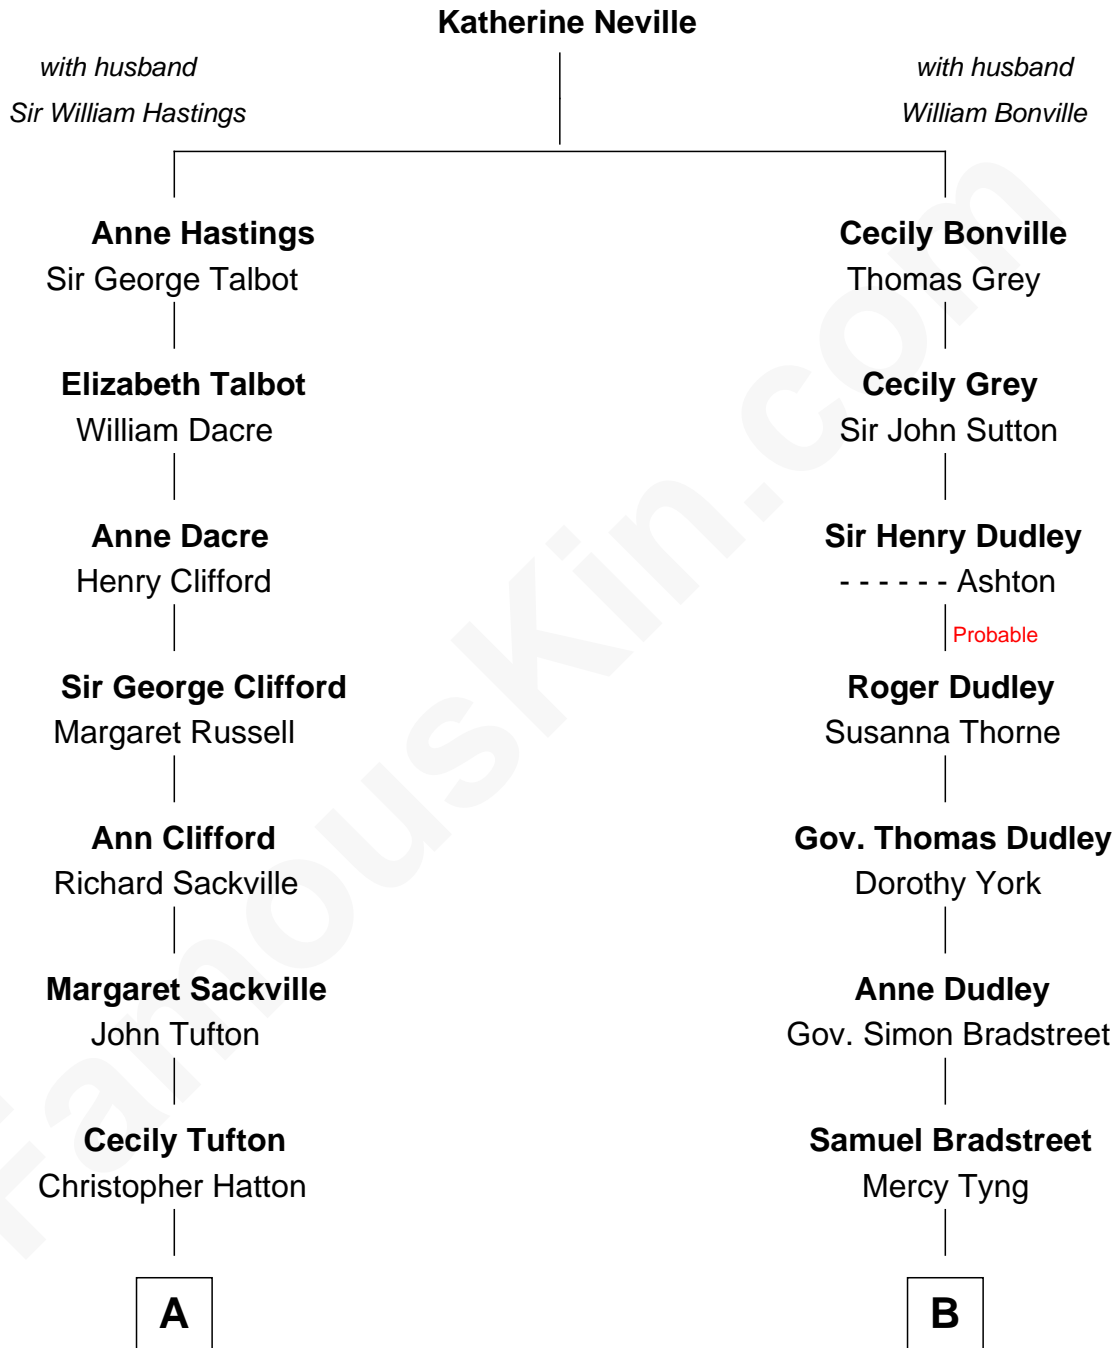 Katherine Neville
with husband
Sir William Hastings
with husband
William Bonville
Anne Hastings
Sir George Talbot
Cecily Bonville
Thomas Grey
Elizabeth Talbot
William Dacre
Cecily Grey
Sir John Sutton
Anne Dacre
Henry Clifford
Sir Henry Dudley
- - - - - - Ashton
Probable
Sir George Clifford
Margaret Russell
Roger Dudley
Susanna Thorne
Ann Clifford
Richard Sackville
Gov. Thomas Dudley
Dorothy York
Margaret Sackville
John Tufton
Anne Dudley
Gov. Simon Bradstreet
Cecily Tufton
Christopher Hatton
Samuel Bradstreet
Mercy Tyng
A
B
FamousKin.com